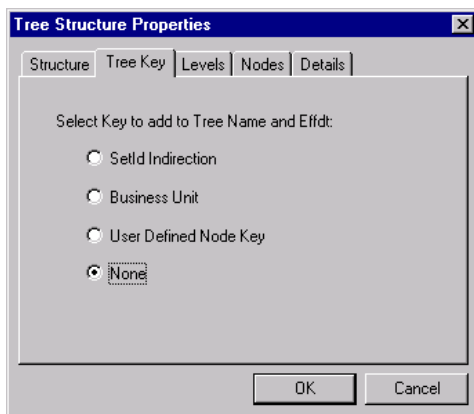 Tree Structure Properties
Structure Tree Key Levels Nodes Details
Select Key to add to Tree Name and Effdt:
SetId Indirection
Business Unit
User Defined Node Key
None
OK Cancel